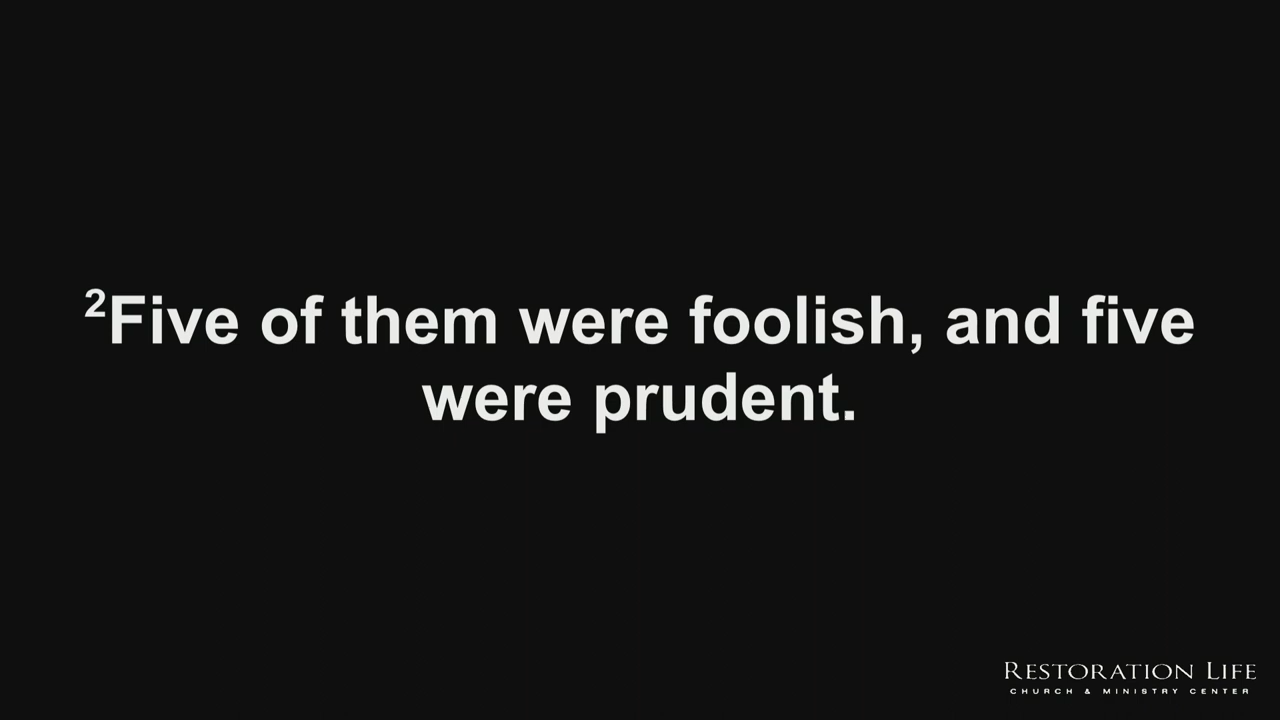 ²Five of them were foolish, and five
were prudent.
RESTORATION LIFE
CHURCH & MINISTRY CENTER